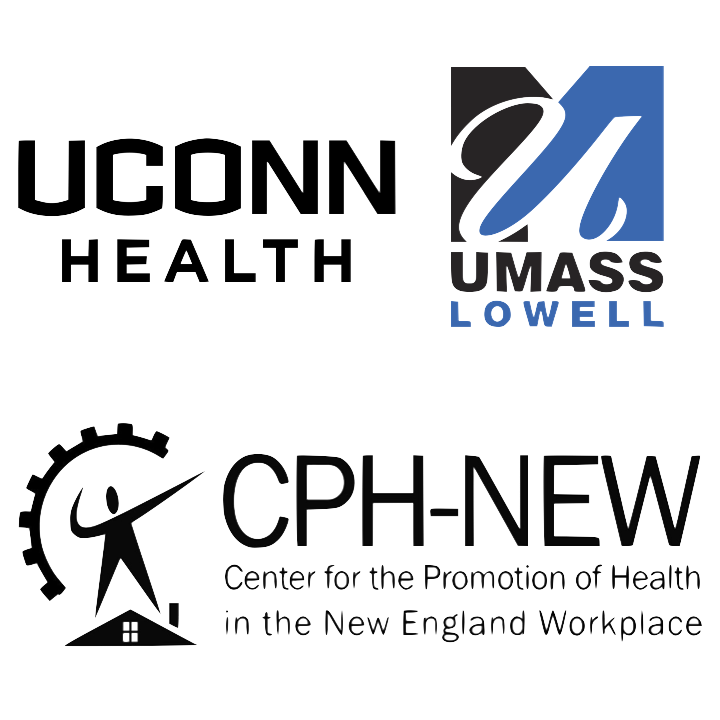 UCONN
HEALTH
UMASS
LOWELL
CPH-NEW
Center for the Promotion of Health
in the New England Workplace